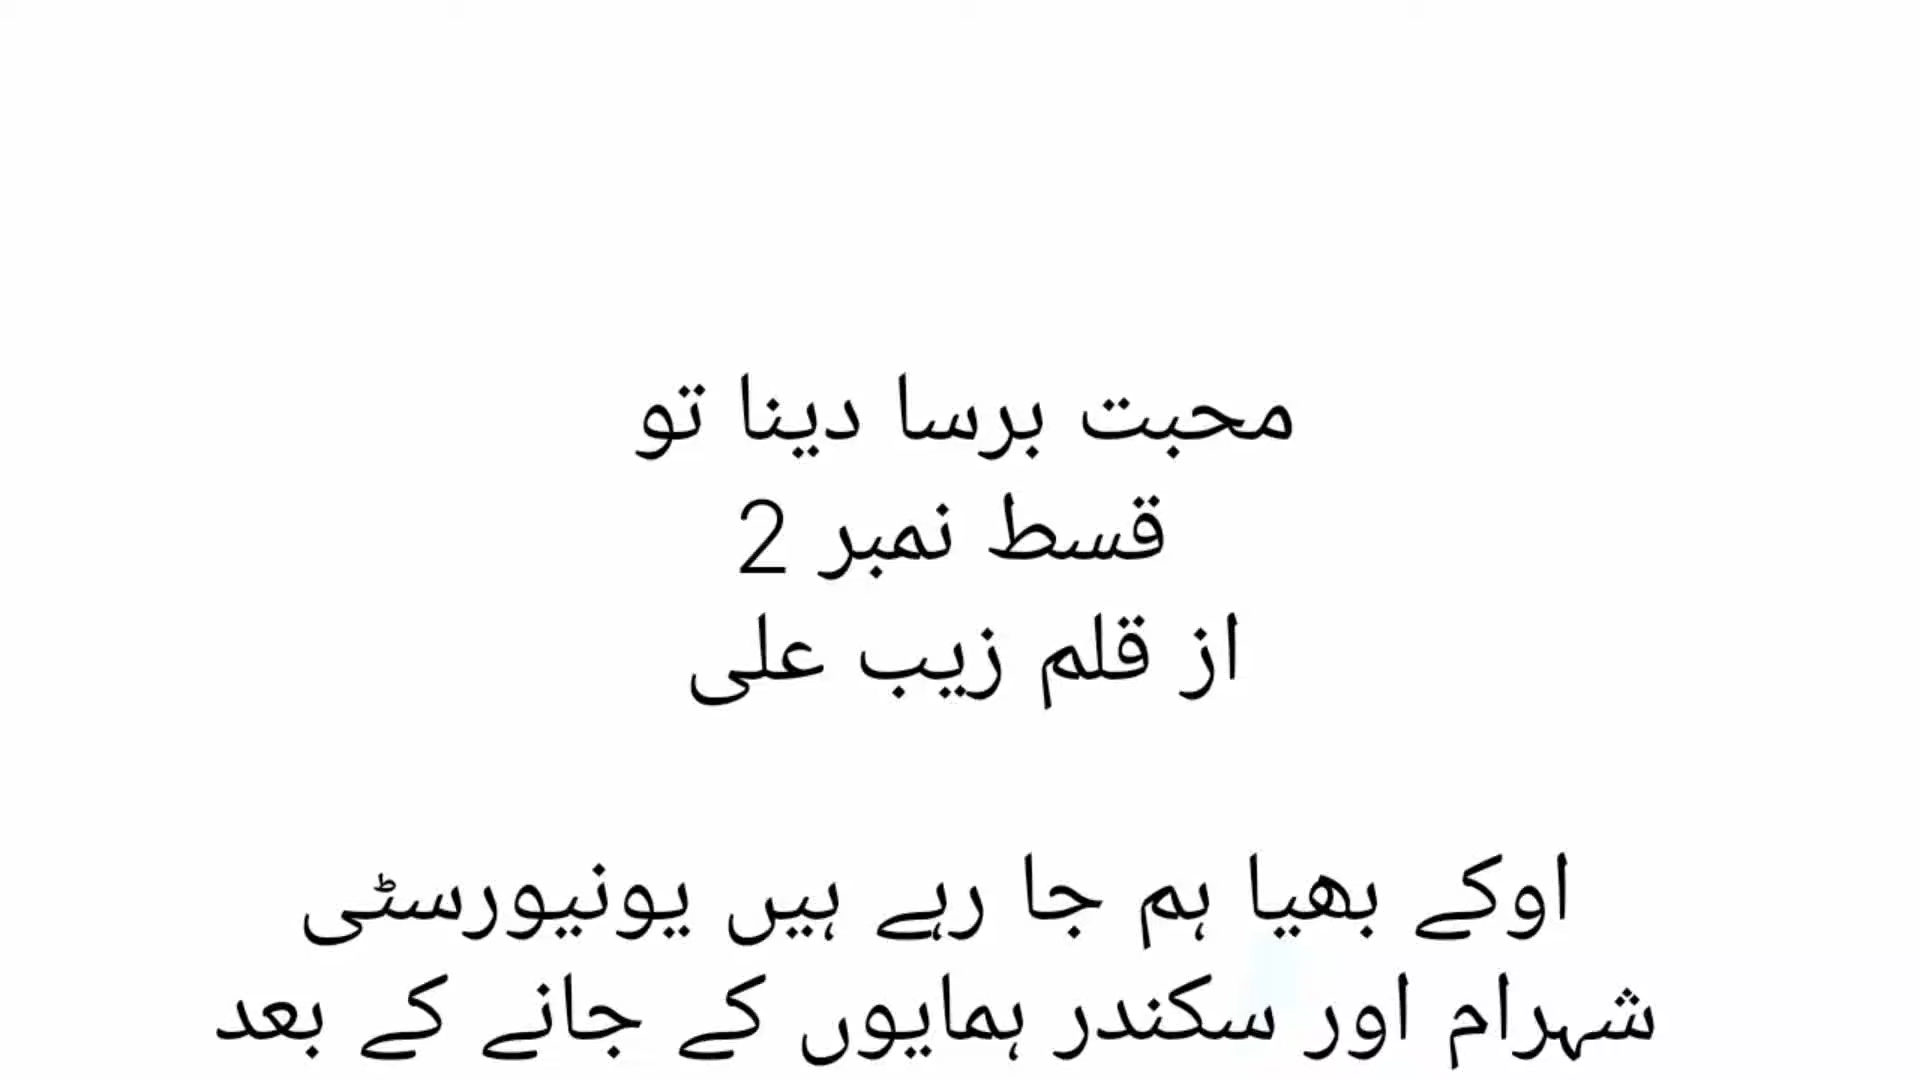 محبت برسا دینا تو
قسط نمبر 2
از قلم زیب علی
اوکے بھیا ہم جا رہے ہیں یونیورسٹی
شہرام اور سکندر ہمایوں کے جانے کے بعد